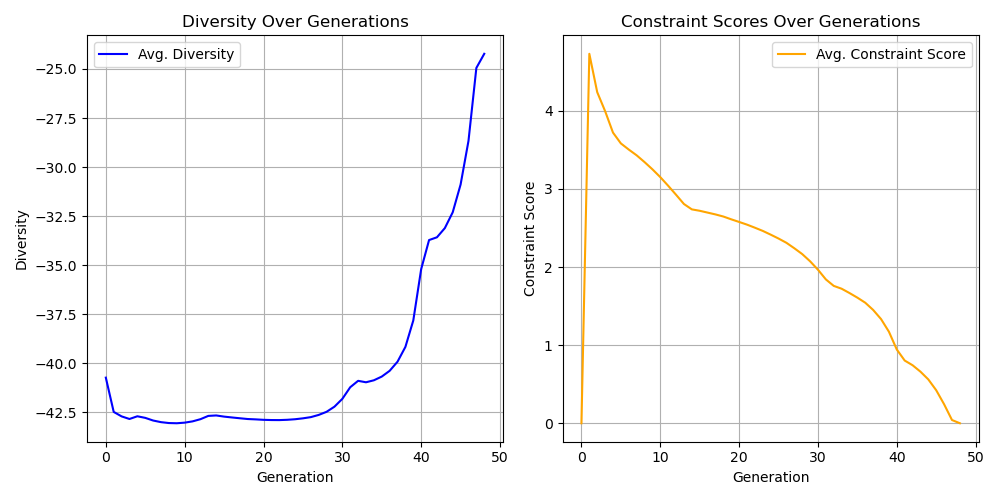 Diversity Over Generations
Avg. Diversity
−25.0
−27.5
−30.0
−32.5
−35.0
−37.5
−40.0
−42.5
Diversity
0 10 20 30 40 50
Generation
Constraint Scores Over Generations
Avg. Constraint Score
4
3
2
1
0
Constraint Score
0 10 20 30 40 50
Generation